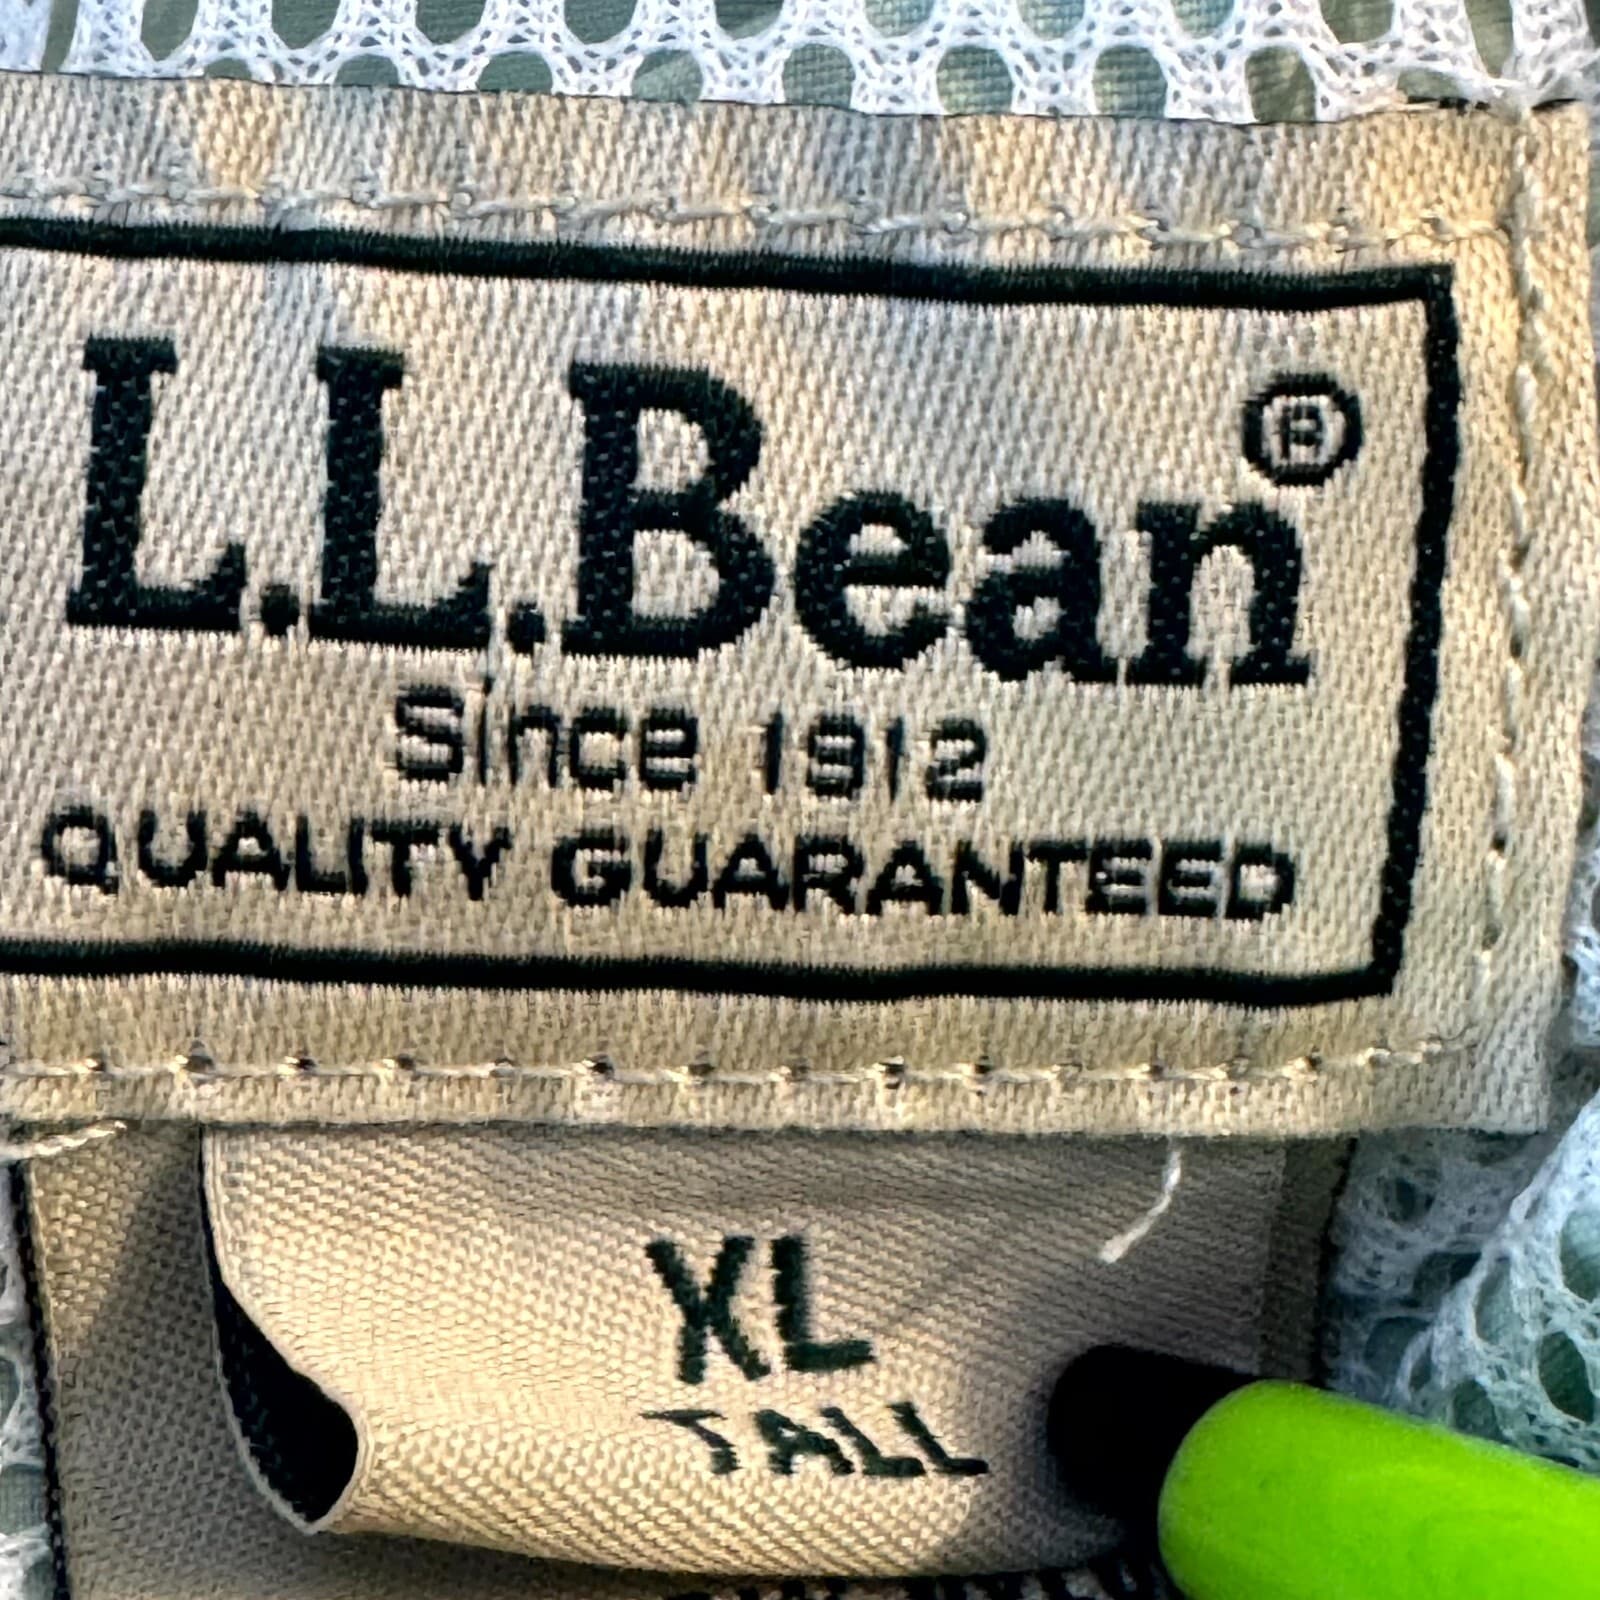 L.L.Bean®
Since 1912
QUALITY GUARANTEED
XL
TALL